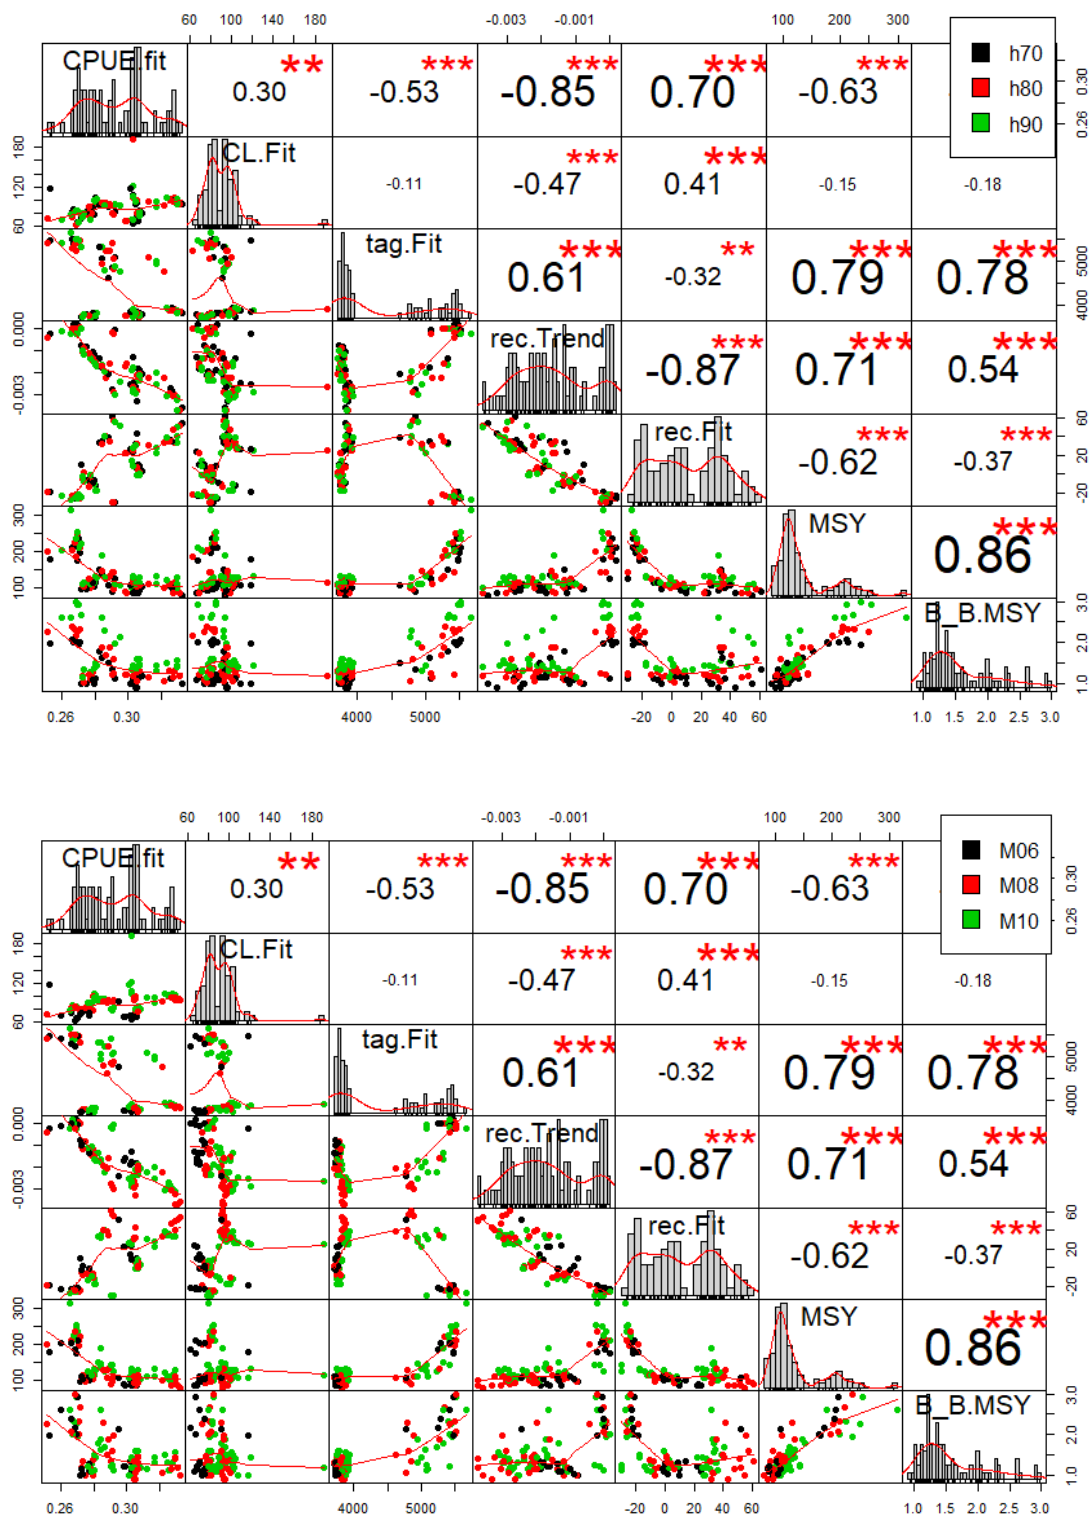 60 80 100 140 180
-0.003 -0.001
100 200 300
CPUE.fit
0.30 **
-0.53 ***
-0.85 ***
0.70 ***
-0.63 ***
h70
h80
h90
0.26 0.30
60 120 180
CL.Fit
-0.11
-0.47 ***
0.41 ***
-0.15
-0.18
tag.Fit
0.61 ***
-0.32 **
0.79 ***
0.78 ***
4000 5000
-0.003 0.000
rec.Trend
-0.87 ***
0.71 ***
0.54 ***
rec.Fit
-0.62 ***
-0.37 ***
-20 20 60
100 200 300
MSY
0.86 ***
B_B.MSY
1.0 2.0 3.0
0.26 0.30
4000 5000
-20 0 20 40 60
1.0 1.5 2.0 2.5 3.0
60 80 100 140 180
-0.003 -0.001
100 200 300
CPUE.fit
0.30 **
-0.53 ***
-0.85 ***
0.70 ***
-0.63 ***
M06
M08
M10
0.26 0.30
60 120 180
CL.Fit
-0.11
-0.47 ***
0.41 ***
-0.15
-0.18
tag.Fit
0.61 ***
-0.32 **
0.79 ***
0.78 ***
4000 5000
-0.003 0.000
rec.Trend
-0.87 ***
0.71 ***
0.54 ***
rec.Fit
-0.62 ***
-0.37 ***
-20 20 60
100 200 300
MSY
0.86 ***
B_B.MSY
1.0 2.0 3.0
0.26 0.30
4000 5000
-20 0 20 40 60
1.0 1.5 2.0 2.5 3.0